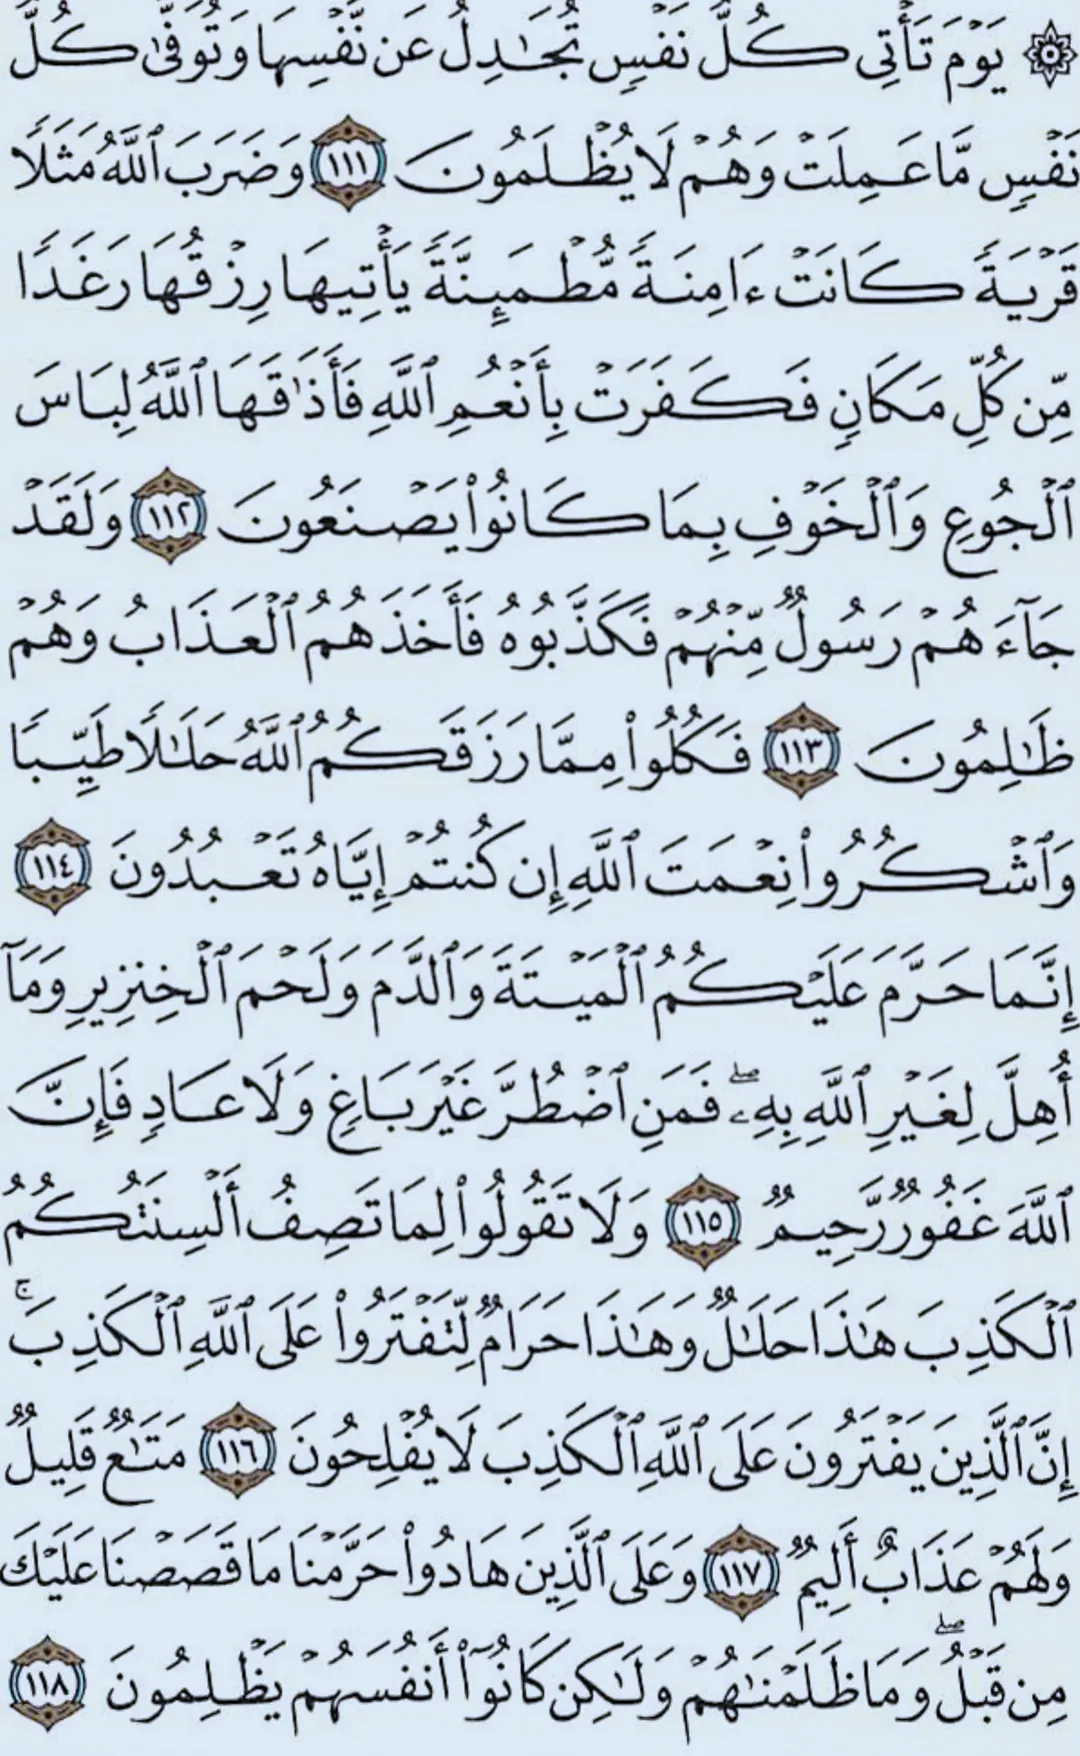 ۞ يَوْمَ تَأْتِى كُلُّ نَفْسٍ تُجَـٰدِلُ عَن نَّفْسِهَا وَتُوَفَّىٰ كُلُّ
نَفْسٍ مَّا عَمِلَتْ وَهُمْ لَا يُظْلَمُونَ ١١١ وَضَرَبَ ٱللَّهُ مَثَلًا
قَرْيَةً كَانَتْ ءَامِنَةً مُّطْمَئِنَّةً يَأْتِيهَا رِزْقُهَا رَغَدًا
مِّن كُلِّ مَكَانٍ فَكَفَرَتْ بِأَنْعُمِ ٱللَّهِ فَأَذَٰقَهَا ٱللَّهُ لِبَاسَ
ٱلْجُوعِ وَٱلْخَوْفِ بِمَا كَانُوا۟ يَصْنَعُونَ ١١٢ وَلَقَدْ
جَآءَهُمْ رَسُولٌ مِّنْهُمْ فَكَذَّبُوهُ فَأَخَذَهُمُ ٱلْعَذَابُ وَهُمْ
ظَـٰلِمُونَ ١١٣ فَكُلُوا۟ مِمَّا رَزَقَكُمُ ٱللَّهُ حَلَـٰلًا طَيِّبًا
وَٱشْكُرُوا۟ نِعْمَتَ ٱللَّهِ إِن كُنتُمْ إِيَّاهُ تَعْبُدُونَ ١١٤
إِنَّمَا حَرَّمَ عَلَيْكُمُ ٱلْمَيْتَةَ وَٱلدَّمَ وَلَحْمَ ٱلْخِنزِيرِ وَمَآ
أُهِلَّ لِغَيْرِ ٱللَّهِ بِهِۦ ۖ فَمَنِ ٱضْطُرَّ غَيْرَ بَاغٍ وَلَا عَادٍ فَإِنَّ
ٱللَّهَ غَفُورٌ رَّحِيمٌ ١١٥ وَلَا تَقُولُوا۟ لِمَا تَصِفُ أَلْسِنَتُكُمُ
ٱلْكَذِبَ هَـٰذَا حَلَـٰلٌ وَهَـٰذَا حَرَامٌ لِّتَفْتَرُوا۟ عَلَى ٱللَّهِ ٱلْكَذِبَ ۚ
إِنَّ ٱلَّذِينَ يَفْتَرُونَ عَلَى ٱللَّهِ ٱلْكَذِبَ لَا يُفْلِحُونَ ١١٦ مَتَـٰعٌ قَلِيلٌ
وَلَهُمْ عَذَابٌ أَلِيمٌ ١١٧ وَعَلَى ٱلَّذِينَ هَادُوا۟ حَرَّمْنَا مَا قَصَصْنَا عَلَيْكَ
مِن قَبْلُ ۖ وَمَا ظَلَمْنَـٰهُمْ وَلَـٰكِن كَانُوٓا۟ أَنفُسَهُمْ يَظْلِمُونَ ١١٨